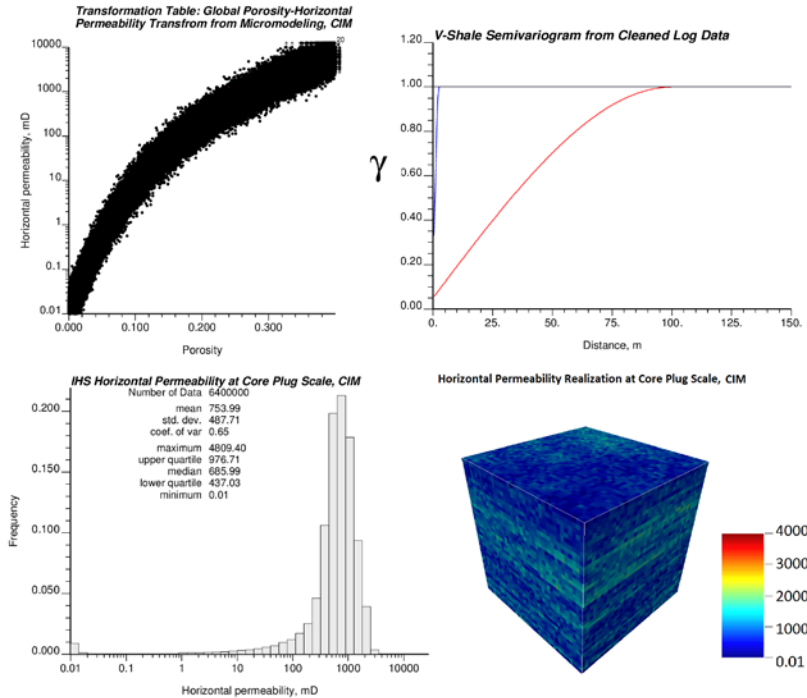 Transformation Table: Global Porosity-Horizontal
Permeability Transfrom from Micromodeling, CIM
20
10000
1000
100
10
1
0.1
0.01
0.000
0.100
0.200
0.300
Horizontal permeability, mD
Porosity
V-Shale Semivariogram from Cleaned Log Data
γ
1.20
1.00
0.80
0.60
0.40
0.20
0.00
0.
25.
50.
75.
100.
125.
150.
Distance, m
IHS Horizontal Permeability at Core Plug Scale, CIM
Number of Data 6400000
mean 753.99
std. dev. 487.71
coef. of var 0.65
maximum 4809.40
upper quartile 976.71
median 685.99
lower quartile 437.03
minimum 0.01
Frequency
0.200
0.150
0.100
0.050
0.000
0.01
0.1
1
10
100
1000
10000
Horizontal permeability, mD
Horizontal Permeability Realization at Core Plug Scale, CIM
4000
3000
2000
1000
0.01